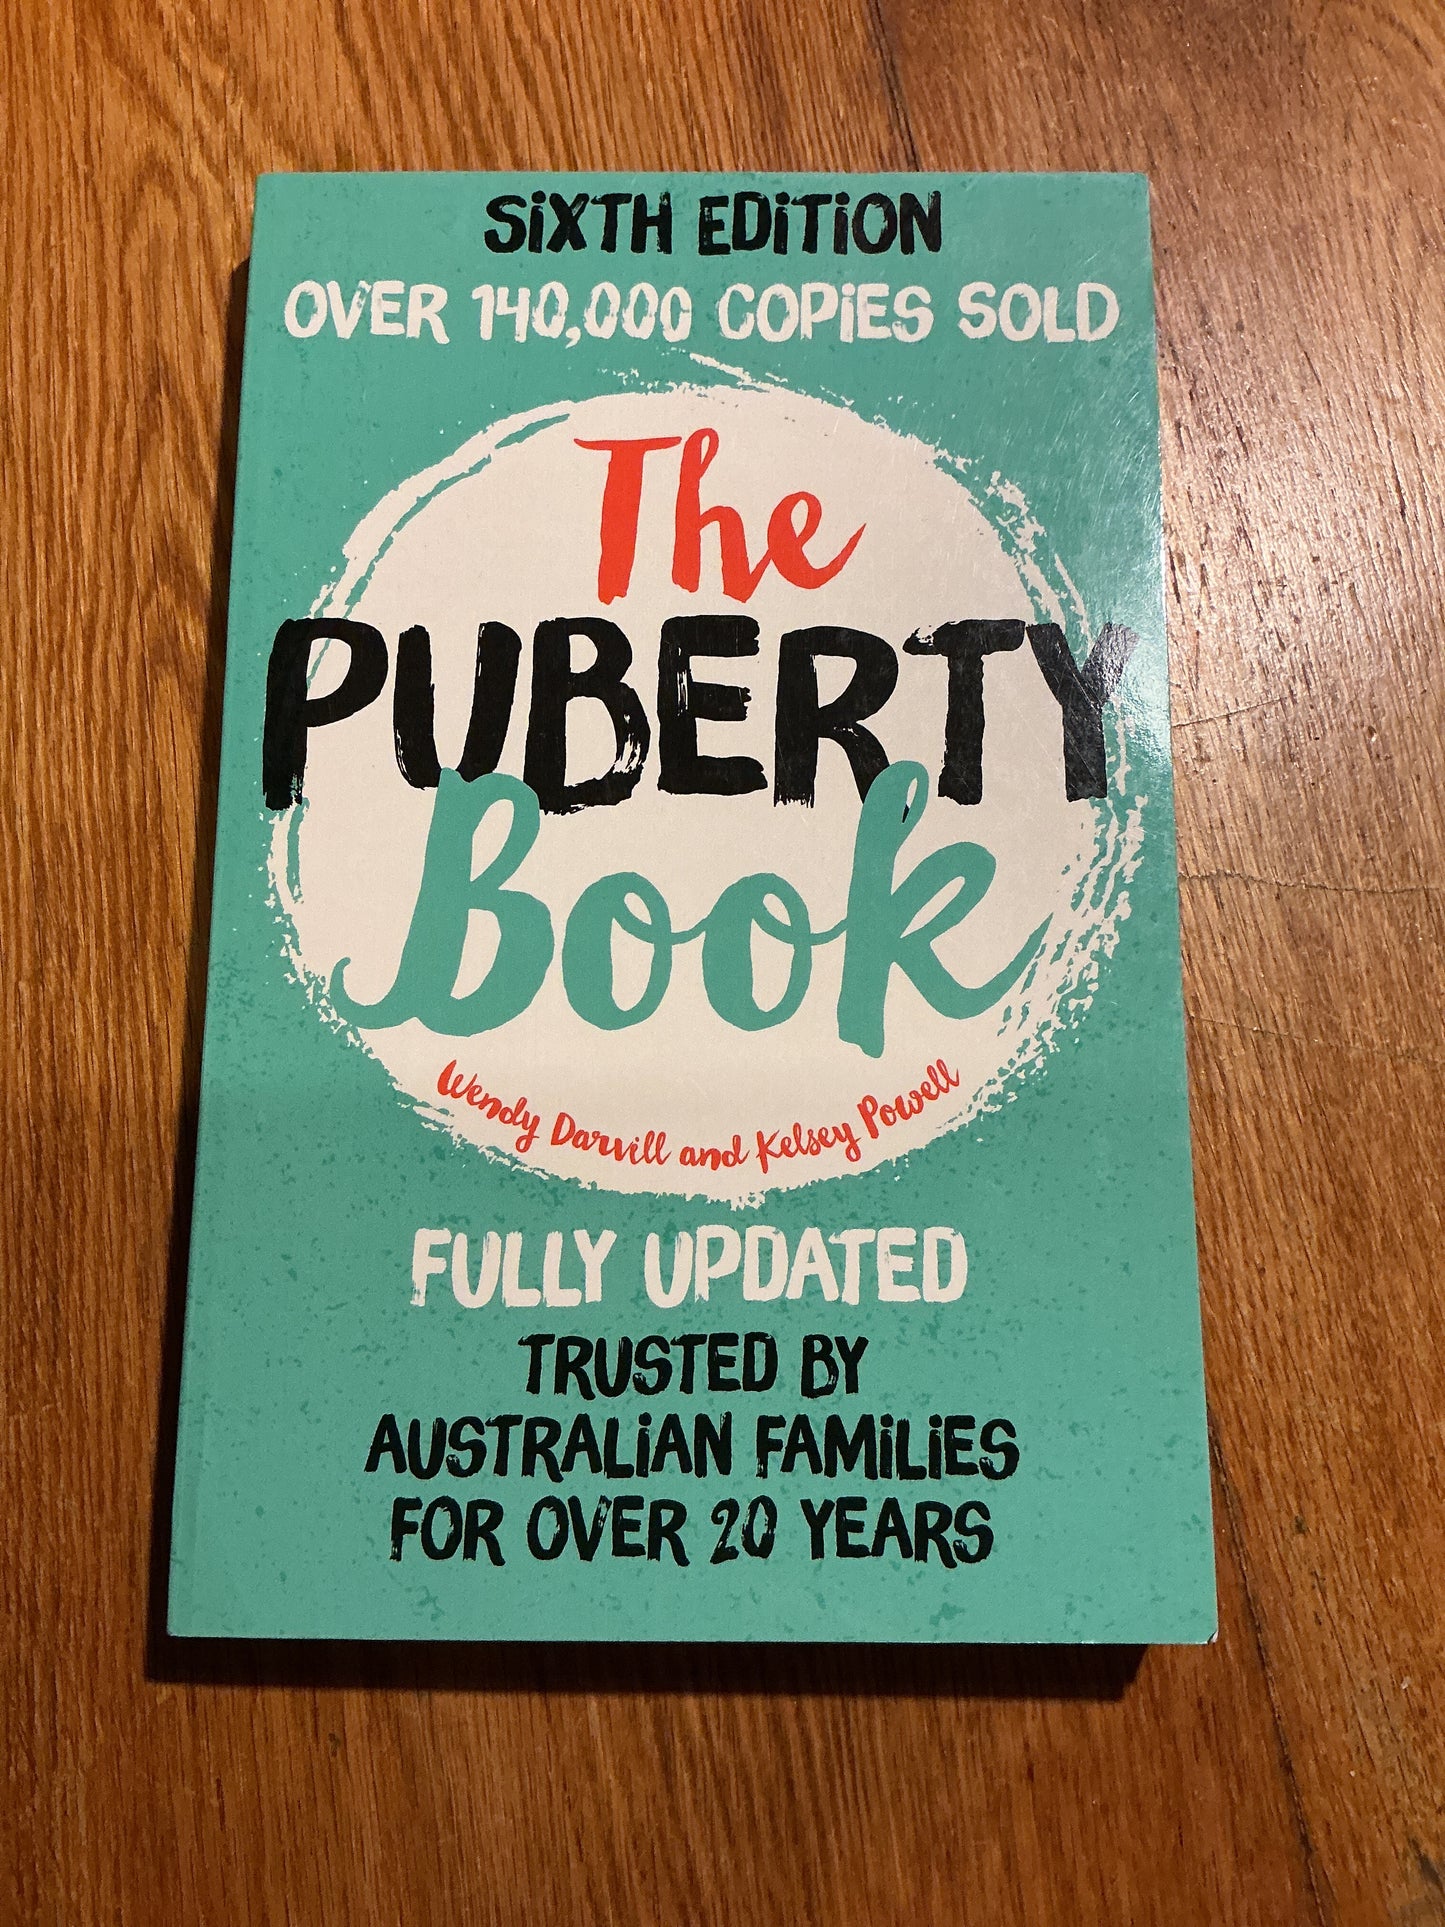 SiXTH EDiTiON
OVER 140,000 COPiES SOLD
The
PUBERTY
Book
Wendy Darvill and Kelsey Powell
FULLY UPDATED
TRUSTED BY
AUSTRALiAN FAMiLiES
FOR OVER 20 YEARS